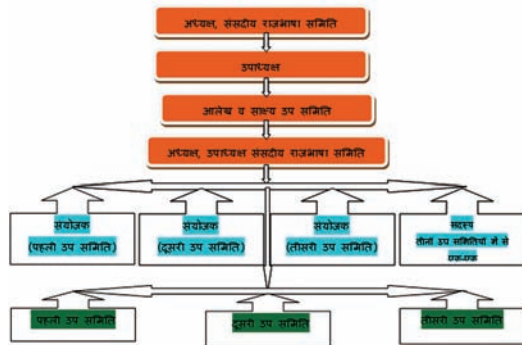 अध्यक्ष, संसदीय राजभाषा समिति
उपाध्यक्ष
आलेख व साक्ष्य उप समिति
अध्यक्ष, उपाध्यक्ष संसदीय राजभाषा समिति
संयोजक
(पहली उप समिति)
संयोजक
(दूसरी उप समिति)
संयोजक
(तीसरी उप समिति)
सदस्य
तीनों उप समितियों में से
एक-एक
पहली उप समिति
दूसरी उप समिति
तीसरी उप समिति